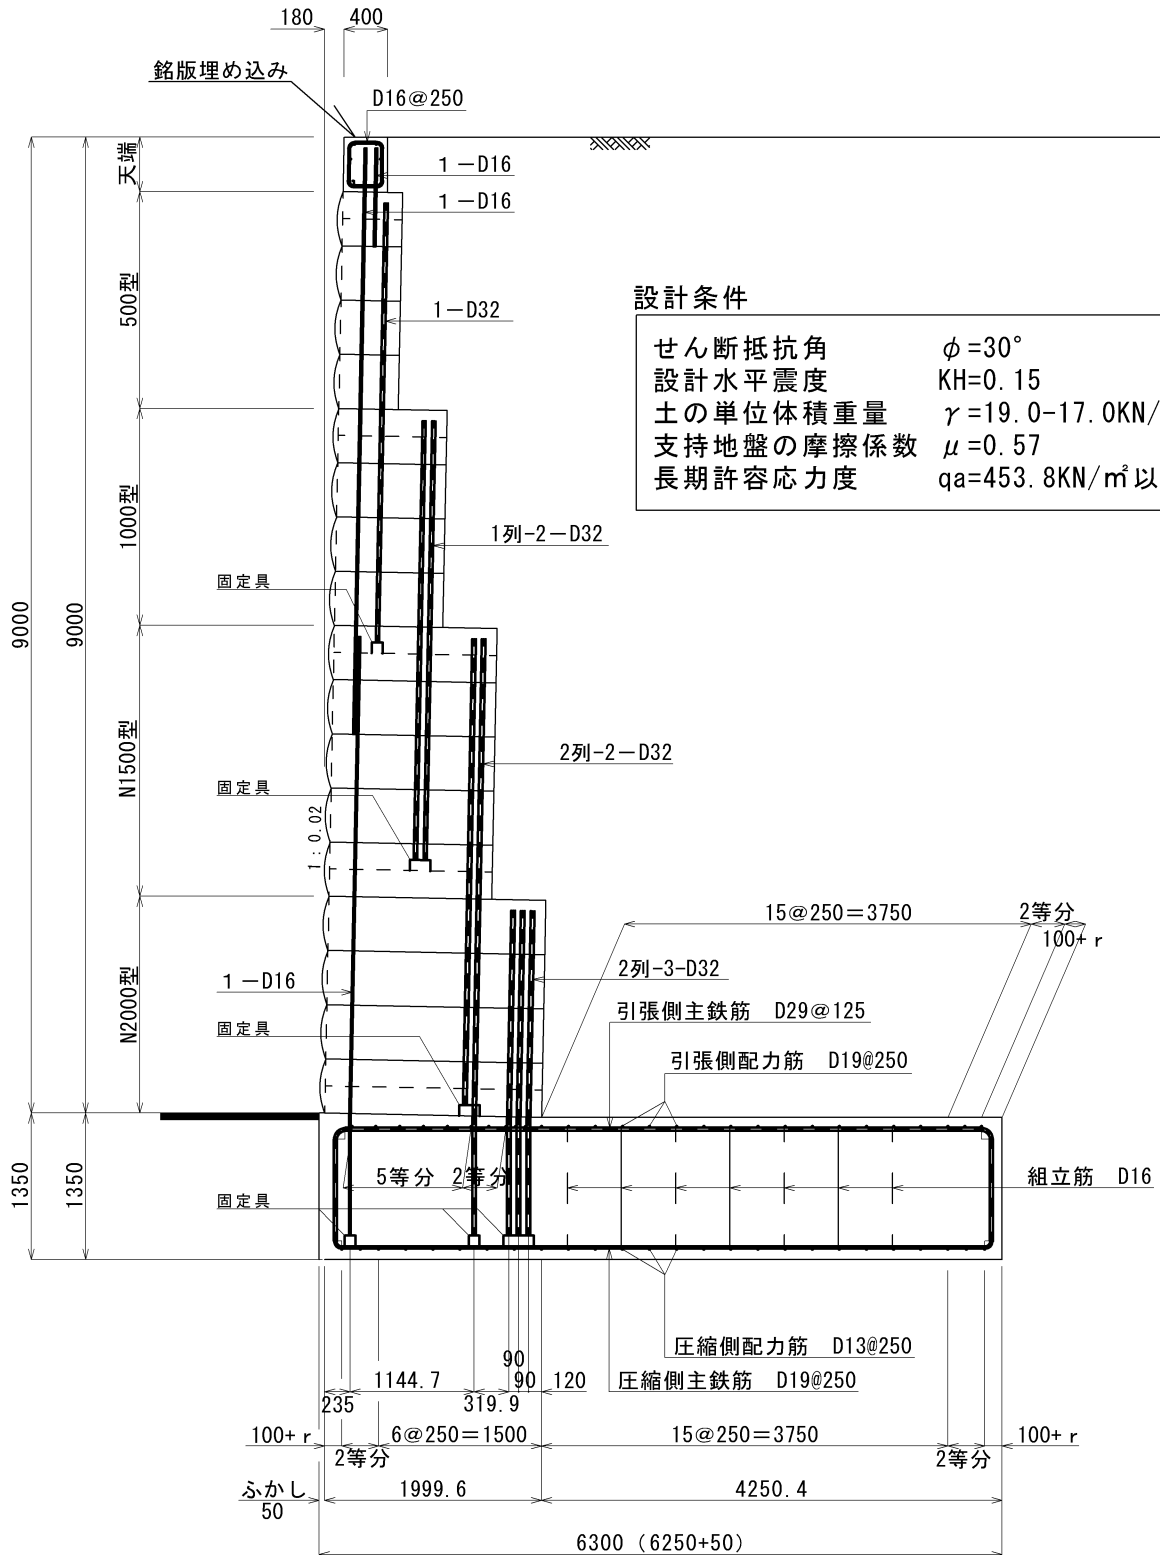 180
400
銘版埋め込み
D16@250
天端
1-D16
1-D16
500型
1-D32
設計条件
せん断抵抗角 φ=30°
設計水平震度 KH=0.15
土の単位体積重量 γ=19.0-17.0KN/
支持地盤の摩擦係数 μ=0.57
長期許容応力度 qa=453.8KN/㎡以
1000型
1列-2-D32
固定具
9000
9000
N1500型
2列-2-D32
固定具
1:0.02
15@250=3750
2等分
100+r
N2000型
1-D16
2列-3-D32
引張側主鉄筋 D29@125
固定具
引張側配力筋 D19@250
1350
1350
5等分
2等分
組立筋 D16
固定具
圧縮側配力筋 D13@250
90
1144.7
90
120
圧縮側主鉄筋 D19@250
235
319.9
100+r
6@250=1500
15@250=3750
100+r
2等分
2等分
ふかし
50
1999.6
4250.4
6300(6250+50)